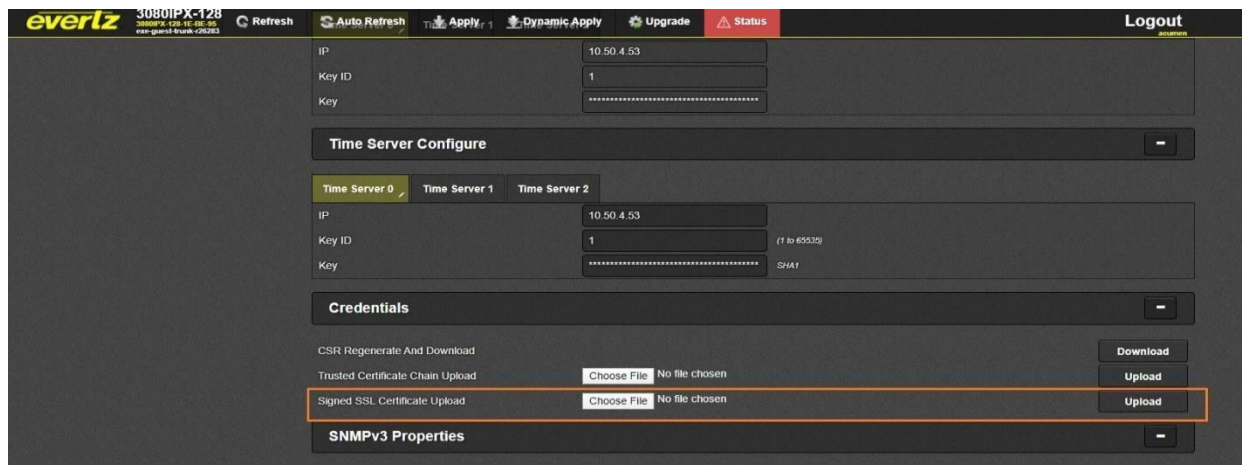 evertz
3080IPX-128
3080IPX-128-1E-BE-95
exe-guest-trunk-r26283
Refresh
Auto Refresh
Apply
Dynamic Apply
Upgrade
Status
Logout
acumen
IP 10.50.4.53
Key ID 1
Key ****************************************
Time Server Configure -
Time Server 0 Time Server 1 Time Server 2
IP 10.50.4.53
Key ID 1 (1 to 65535)
Key **************************************** SHA1
Credentials -
CSR Regenerate And Download Download
Trusted Certificate Chain Upload Choose File No file chosen Upload
Signed SSL Certificate Upload Choose File No file chosen Upload
SNMPv3 Properties -